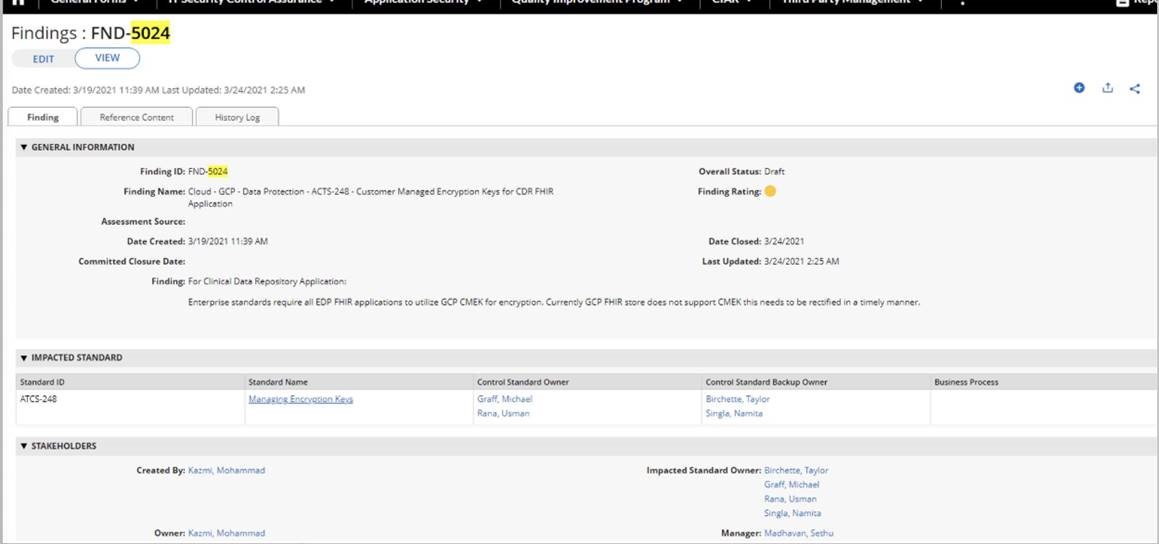 General Forms
IT Security Control Assurance
Application Security
Quality Improvement Program
Third Party Management
Findings : FND-5024
EDIT VIEW
Date Created: 3/19/2021 11:39 AM Last Updated: 3/24/2021 2:25 AM
Finding Reference Content History Log
▼ GENERAL INFORMATION
Finding ID: FND-5024 Overall Status: Draft
Finding Name: Cloud - GCP - Data Protection - ACTS-248 - Customer Managed Encryption Keys for CDR FHIR Finding Rating:
Application
Assessment Source:
Date Created: 3/19/2021 11:39 AM Date Closed: 3/24/2021
Committed Closure Date: Last Updated: 3/24/2021 2:25 AM
Finding: For Clinical Data Repository Application:
Enterprise standards require all EDP FHIR applications to utilize GCP CMEK for encryption. Currently GCP FHIR store does not support CMEK this needs to be rectified in a timely manner.
▼ IMPACTED STANDARD
Standard ID Standard Name Control Standard Owner Control Standard Backup Owner Business Process
ATCS-248 Managing Encryption Keys Graff, Michael Birchette, Taylor
Rana, Usman Singla, Namita
▼ STAKEHOLDERS
Created By: Kazmi, Mohammad Impacted Standard Owner: Birchette, Taylor
Graff, Michael
Rana, Usman
Singla, Namita
Owner: Kazmi, Mohammad Manager: Madhavan, Sethu